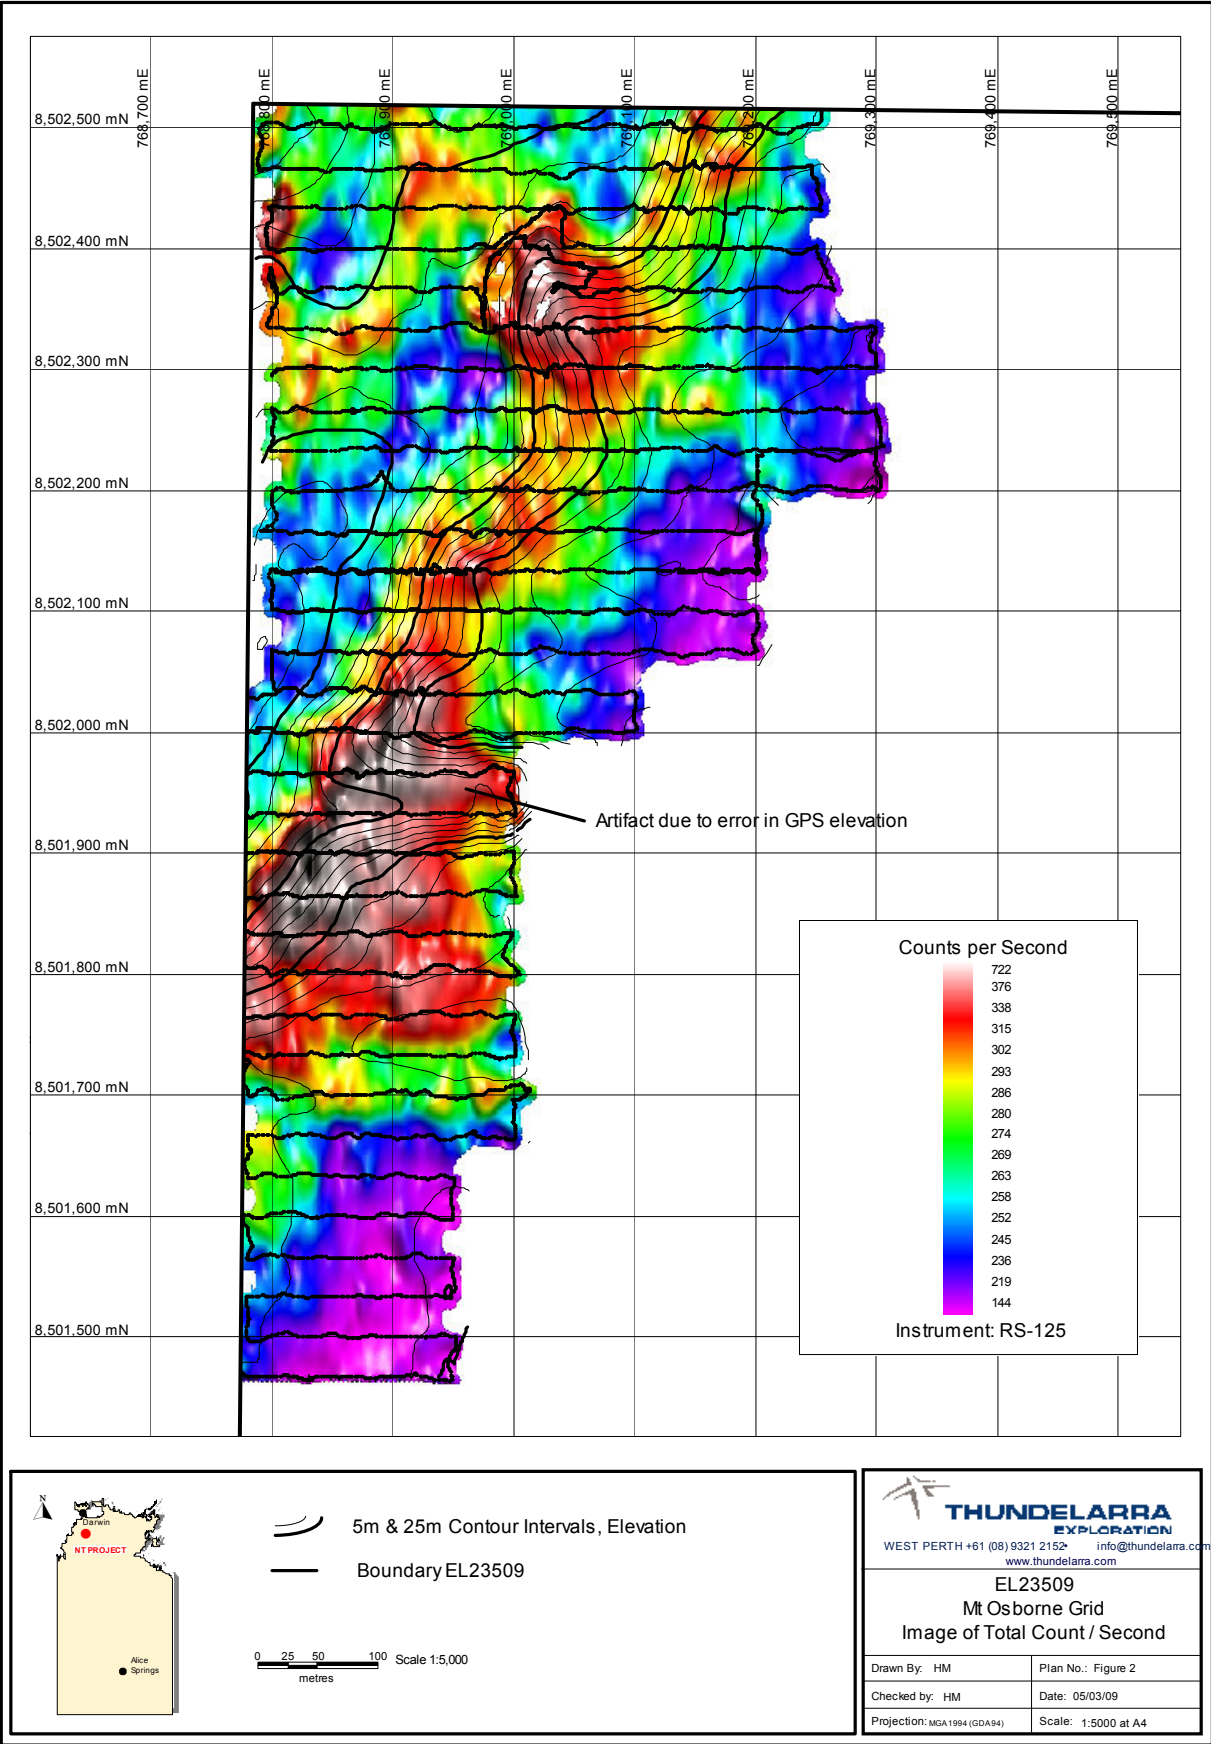 768,700 mE
768,800 mE
768,900 mE
769,000 mE
769,100 mE
769,200 mE
769,300 mE
769,400 mE
769,500 mE
8,502,500 mN
8,502,400 mN
8,502,300 mN
8,502,200 mN
8,502,100 mN
8,502,000 mN
8,501,900 mN
8,501,800 mN
8,501,700 mN
8,501,600 mN
8,501,500 mN
Artifact due to error in GPS elevation
Counts per Second
722
376
338
315
302
293
286
280
274
269
263
258
252
245
236
219
144
Instrument: RS-125
N
Darwin
NT PROJECT
Alice
Springs
5m & 25m Contour Intervals, Elevation
Boundary EL23509
0 25 50 100 Scale 1:5,000
metres
THUNDELARRA
EXPLORATION
WEST PERTH +61 (08) 9321 2152• info@thundelarra.com
www.thundelarra.com
EL23509
Mt Osborne Grid
Image of Total Count / Second
Drawn By: HM
Plan No.: Figure 2
Checked by: HM
Date: 05/03/09
Projection: MGA 1994 (GDA94)
Scale: 1:5000 at A4